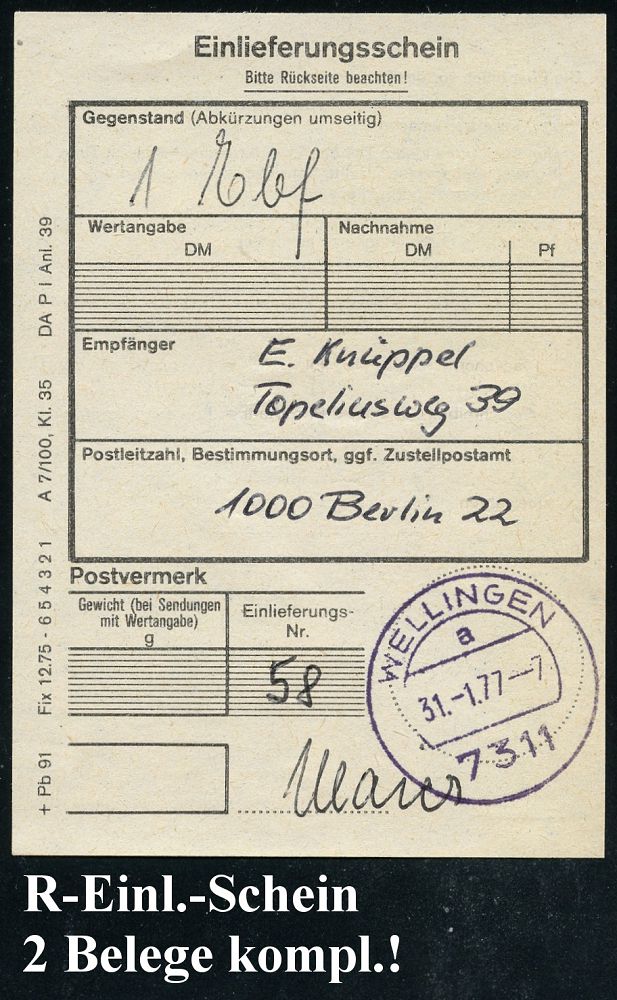 Einlieferungsschein
Bitte Rückseite beachten!
Gegenstand (Abkürzungen umseitig)
1 Rbf
Wertangabe
DM
Nachnahme
DM Pf
Empfänger
E. Knüppel
Topeliusweg 39
Postleitzahl, Bestimmungsort, ggf. Zustellpostamt
1000 Berlin 22
Postvermerk
Gewicht (bei Sendungen
mit Wertangabe)
g
Einlieferungs-
Nr.
58
WELLINGEN
a
31.-1.77--7
7311
+ Pb 91 Fix 12.75 - 6 5 4 3 2 1 A 7/100, Kl. 35 DA P I Anl. 39
R-Einl.-Schein
2 Belege kompl.!